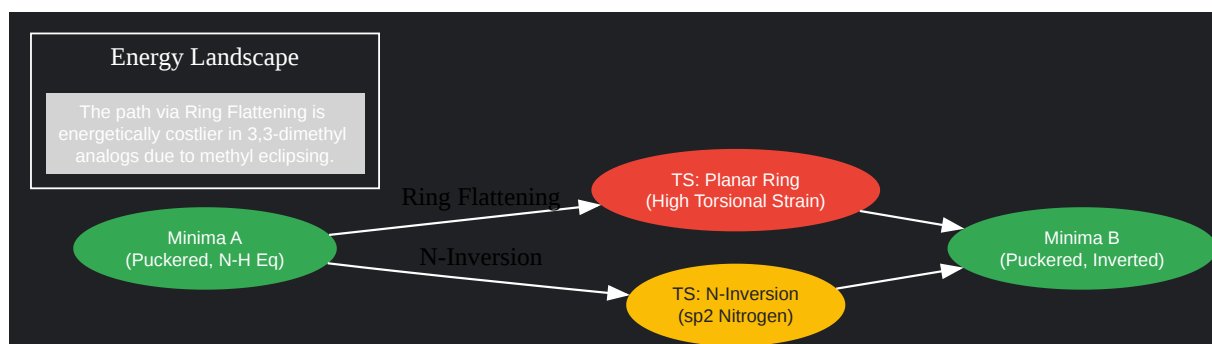 Energy Landscape
The path via Ring Flattening is
energetically costlier in 3,3-dimethyl
analogs due to methyl eclipsing.
Ring Flattening
TS: Planar Ring
(High Torsional Strain)
Minima A
(Puckered, N-H Eq)
N-Inversion
TS: N-Inversion
(sp2 Nitrogen)
Minima B
(Puckered, Inverted)